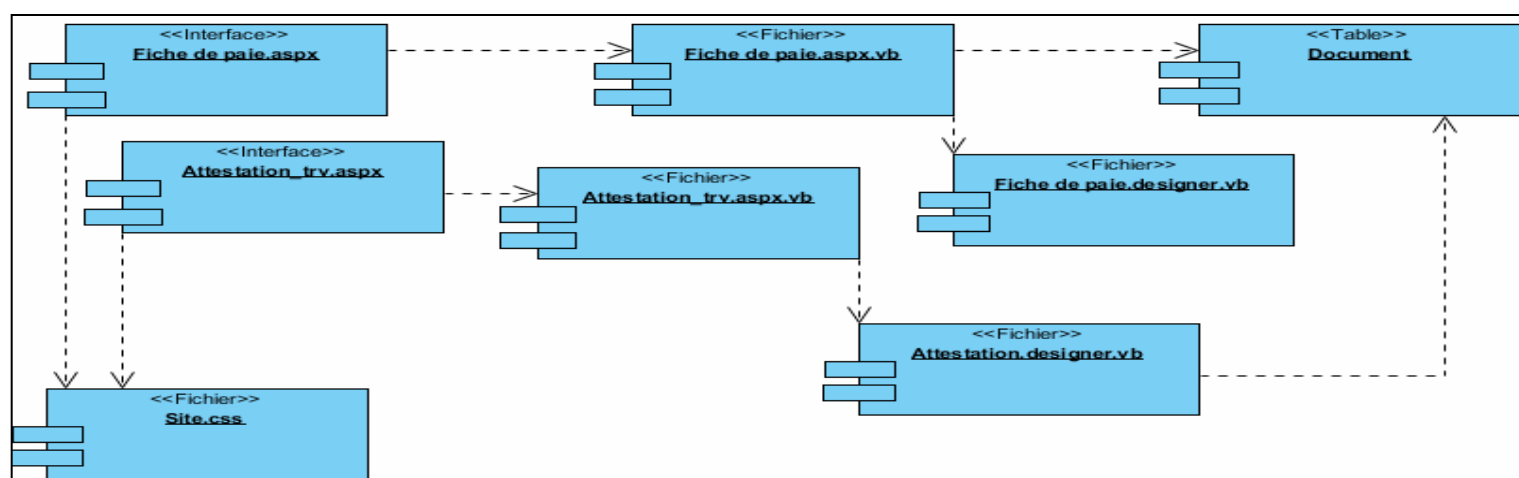 <<Interface>>
Fiche de paie.aspx
<<Fichier>>
Fiche de paie.aspx.vb
<<Table>>
Document
<<Interface>>
Attestation_trv.aspx
<<Fichier>>
Attestation_trv.aspx.vb
<<Fichier>>
Fiche de paie.designer.vb
<<Fichier>>
Attestation.designer.vb
<<Fichier>>
Site.css